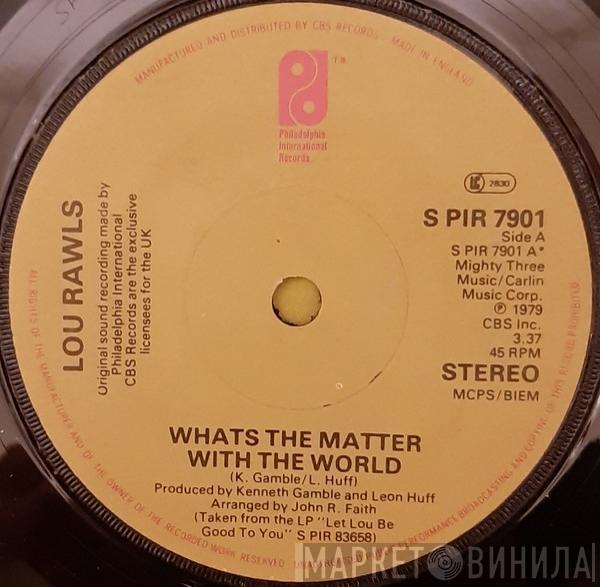 MANUFACTURED AND DISTRIBUTED BY CBS RECORDS · MADE IN ENGLAND
TM
Philadelphia
International
Records
LC 2830
S PIR 7901
Side A
S PIR 7901 A*
Mighty Three
Music/Carlin
Music Corp.
℗ 1979
CBS Inc.
3.37
45 RPM
STEREO
MCPS/BIEM
LOU RAWLS
Original sound recording made by
Philadelphia International
CBS Records are the exclusive
licensees for the UK
WHATS THE MATTER
WITH THE WORLD
(K. Gamble/L. Huff)
Produced by Kenneth Gamble and Leon Huff
Arranged by John R. Faith
(Taken from the LP "Let Lou Be
Good To You" S PIR 83658)
ALL RIGHTS OF THE MANUFACTURER AND OF THE OWNER OF THE RECORDED WORK RESERVED UNAUTHORISED PUBLIC PERFORMANCE BROADCASTING AND COPYING OF THIS RECORD PROHIBITED
МАРКЕТ ВИНИЛА